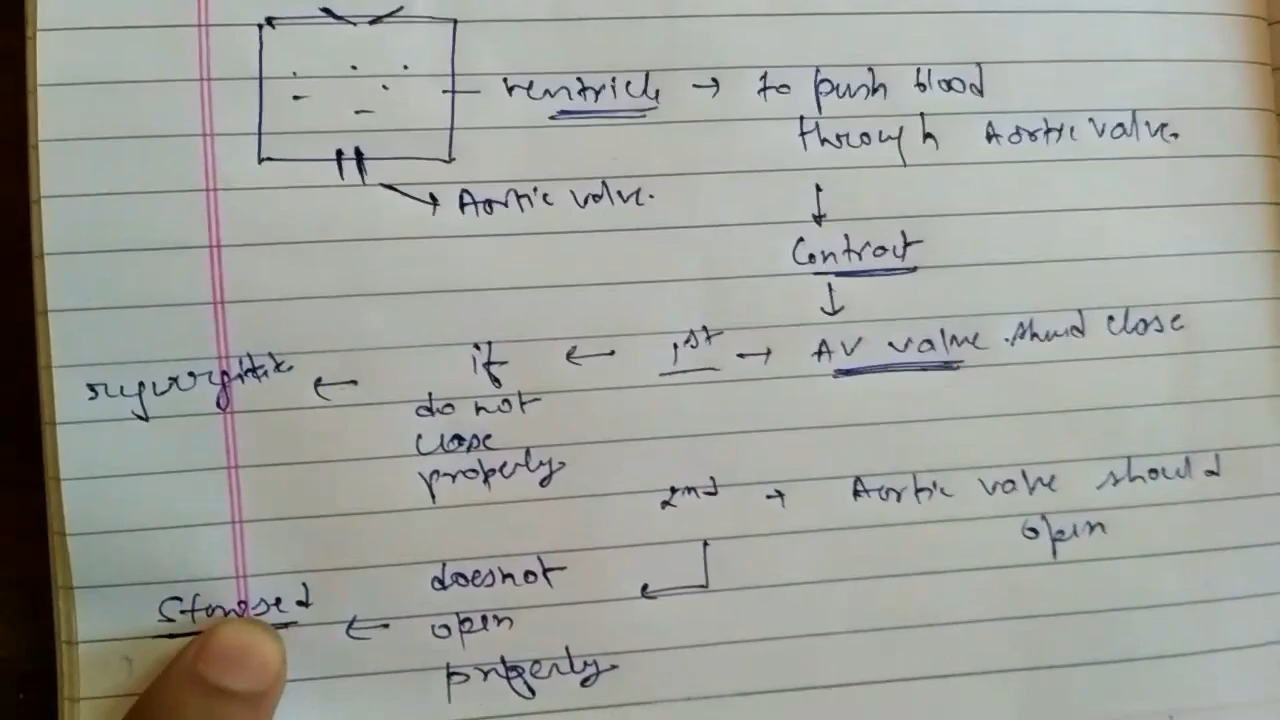 ventricle → to push blood
through Aortic valve.
→ Aortic valve.
↓
Contract
↓
1st → AV valve should close
← if
do not
close
properly
←
2nd → Aortic valve should
open
doesnot
open
properly
← Stenosed